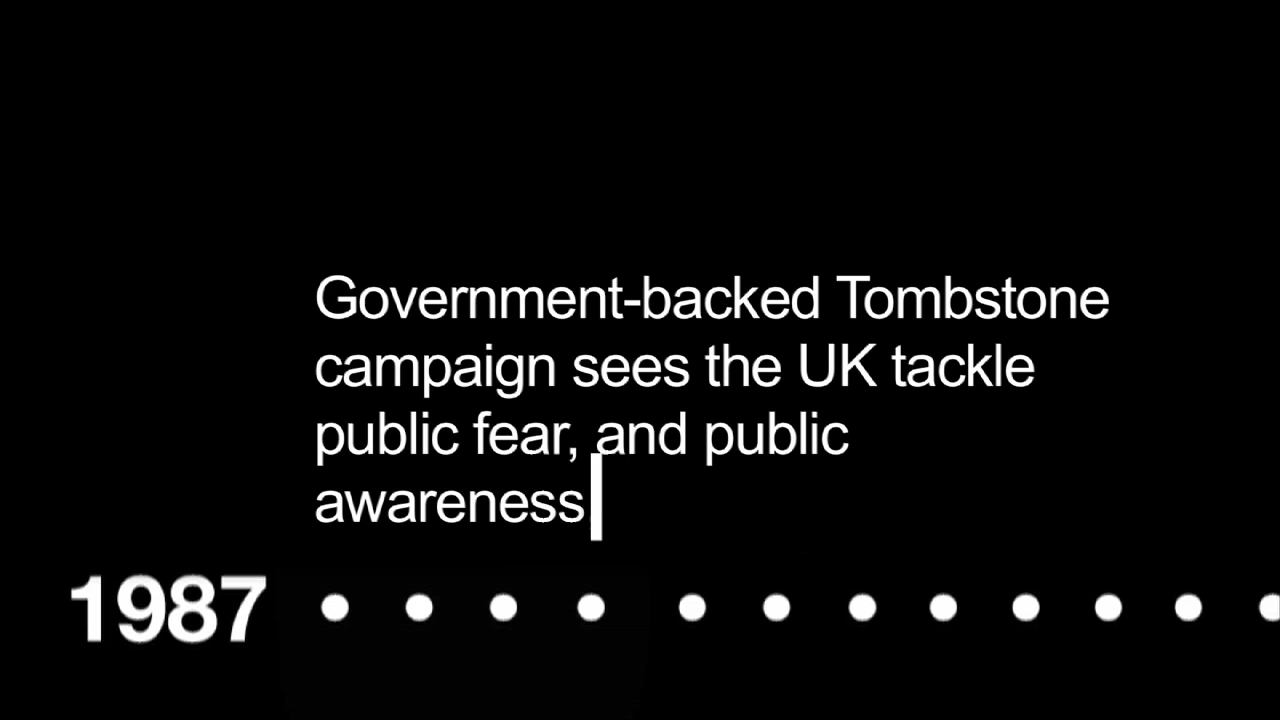 Government-backed Tombstone
campaign sees the UK tackle
public fear, and public
awareness
1987